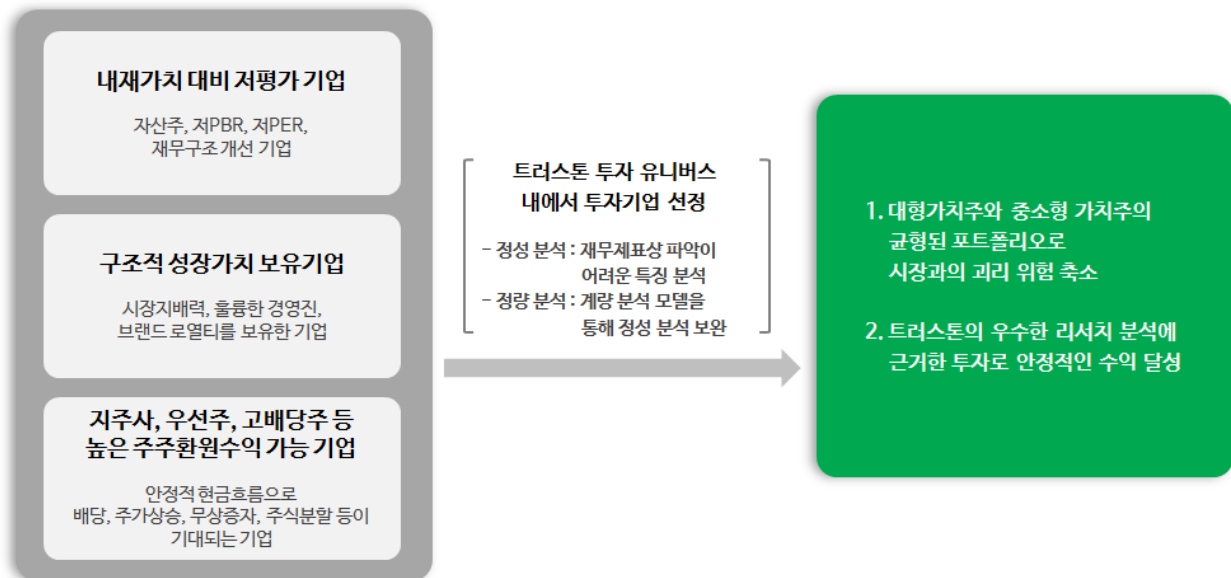 내재가치 대비 저평가 기업
자산주, 저PBR, 저PER,
재무구조 개선 기업
구조적 성장가치 보유기업
시장지배력, 훌륭한 경영진,
브랜드 로열티를 보유한 기업
지주사, 우선주, 고배당주 등
높은 주주환원수익 가능 기업
안정적 현금흐름으로
배당, 주가상승, 무상증자, 주식분할 등이
기대되는 기업
트러스톤 투자 유니버스
내에서 투자기업 선정
- 정성 분석 : 재무제표상 파악이
어려운 특징 분석
- 정량 분석 : 계량 분석 모델을
통해 정성 분석 보완
1. 대형가치주와 중소형 가치주의
균형된 포트폴리오로
시장과의 괴리 위험 축소
2. 트러스톤의 우수한 리서치 분석에
근거한 투자로 안정적인 수익 달성